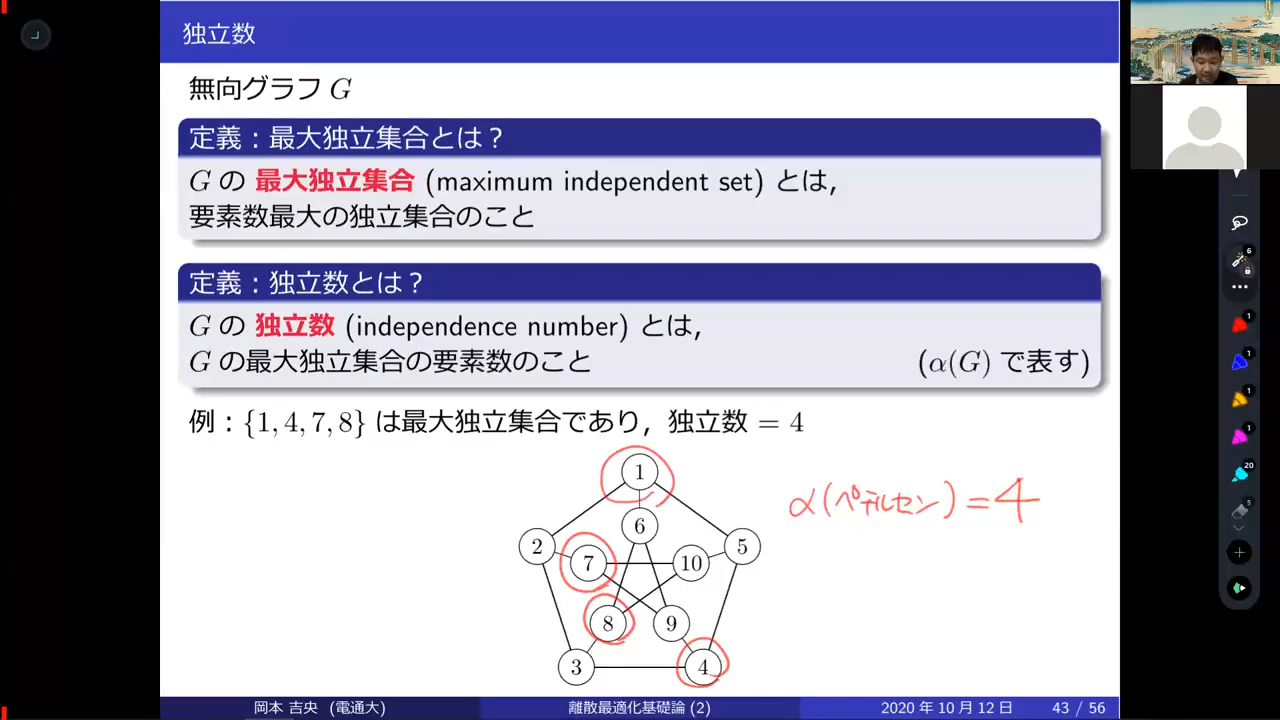 独立数
無向グラフ G
定義:最大独立集合とは?
G の 最大独立集合 (maximum independent set) とは,
要素数最大の独立集合のこと
定義:独立数とは?
G の 独立数 (independence number) とは,
G の最大独立集合の要素数のこと (α(G) で表す)
例:{1, 4, 7, 8} は最大独立集合であり,独立数 = 4
1
α(ペテルセン)=4
6
2
7
10
5
8
9
3
4
岡本 吉央 (電通大) 離散最適化基礎論 (2) 2020 年 10 月 12 日 43 / 56
6
1
1
1
1
20
5